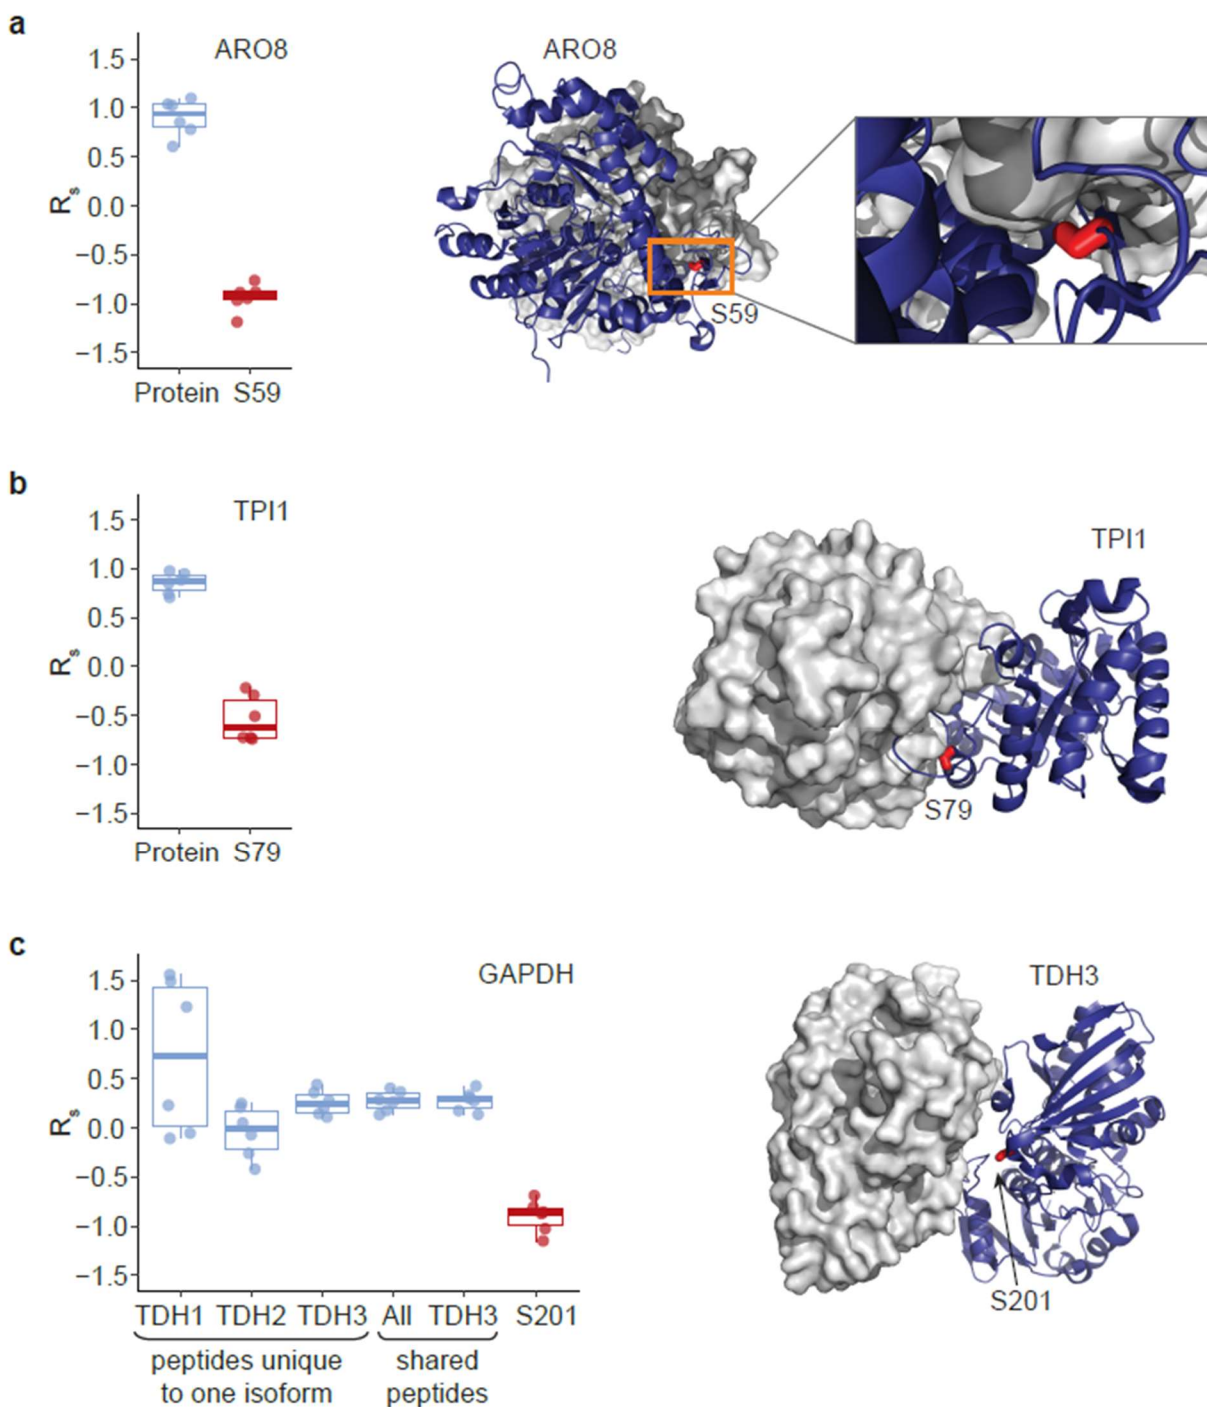 a
ARO8
ARO8
1.5
1.0
0.5
0.0
−0.5
−1.0
−1.5
Rs
Protein S59
S59
b
TPI1
TPI1
1.5
1.0
0.5
0.0
−0.5
−1.0
−1.5
Rs
Protein S79
S79
c
GAPDH
TDH3
1.5
1.0
0.5
0.0
−0.5
−1.0
−1.5
Rs
TDH1 TDH2 TDH3 All TDH3 S201
peptides unique
to one isoform
shared
peptides
S201